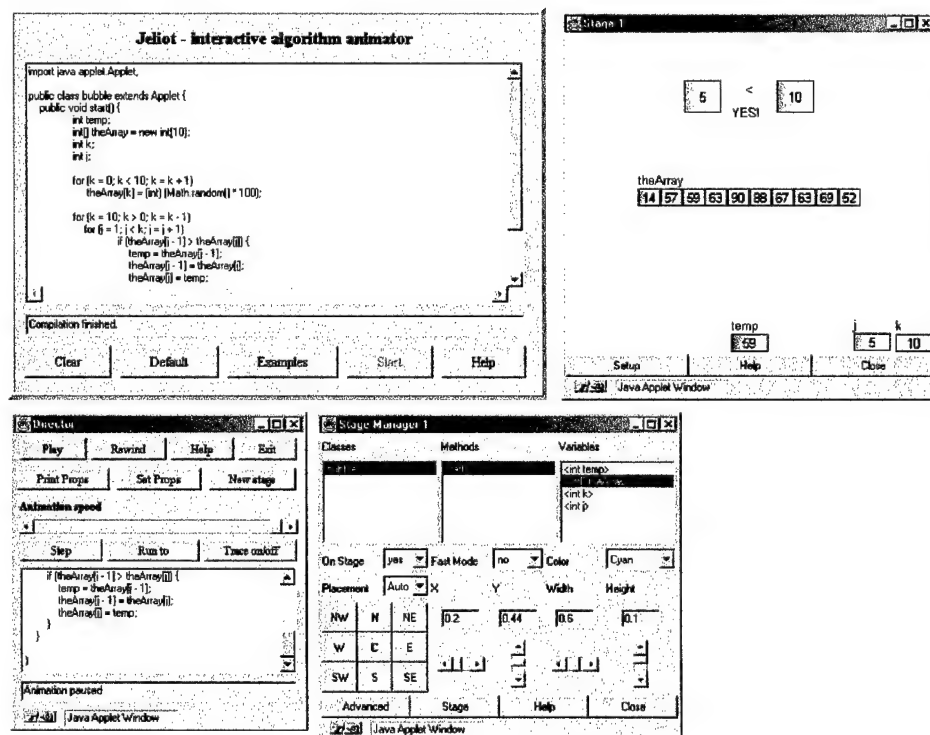 Jeliot - interactive algorithm animator
import java.applet.Applet;
public class bubble extends Applet {
public void start() {
int temp;
int[] theArray = new int[10];
int k;
int j;
for (k = 0; k < 10; k = k + 1)
theArray[k] = (int) (Math.random() * 100);
for (k = 10; k > 0; k = k - 1)
for (j = 1; j < k; j = j + 1)
if (theArray[j - 1] > theArray[j]) {
temp = theArray[j - 1];
theArray[j - 1] = theArray[j];
theArray[j] = temp;
Compilation finished.
Clear Default Examples Start Help
Stage 1
5 < 10
YES!
theArray
14 57 59 63 90 88 67 63 69 52
temp j k
59 5 10
Setup Help Close
Java Applet Window
Director
Play Rewind Help Exit
Print Props Set Props New stage
Animation speed
Step Run to Trace on/off
if (theArray[j - 1] > theArray[j]) {
temp = theArray[j - 1];
theArray[j - 1] = theArray[j];
theArray[j] = temp;
}
}
}
Animation paused
Java Applet Window
Stage Manager 1
Classes Methods Variables
<int temp>
<int k>
<int j>
On Stage yes Fast Mode no Color Cyan
Placement Auto X Y Width Height
NW N NE 0.2 0.44 0.6 0.1
W C E
SW S SE
Advanced Stage Help Close
Java Applet Window